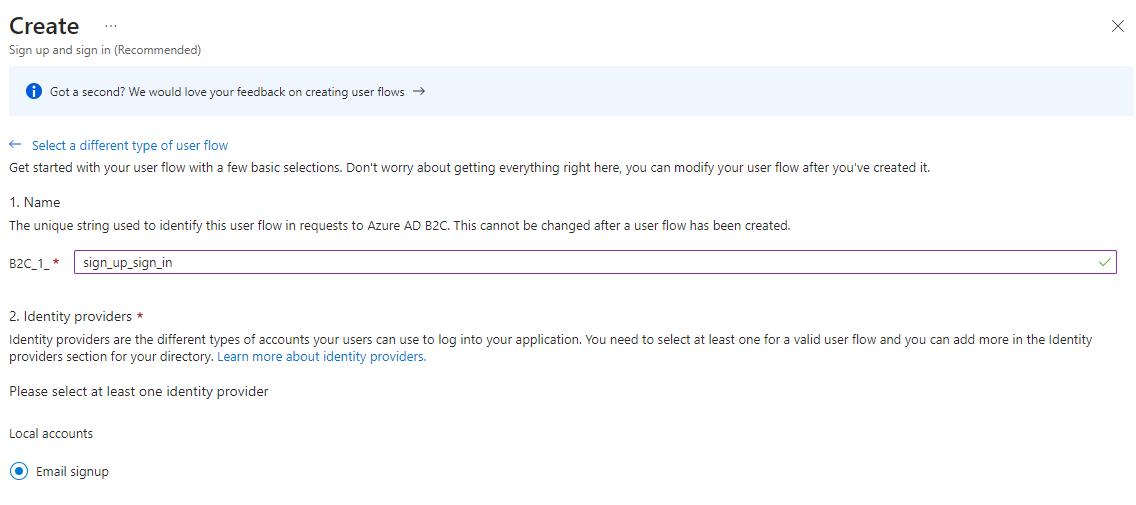 Create ...
Sign up and sign in (Recommended)
Got a second? We would love your feedback on creating user flows →
← Select a different type of user flow
Get started with your user flow with a few basic selections. Don't worry about getting everything right here, you can modify your user flow after you've created it.
1. Name
The unique string used to identify this user flow in requests to Azure AD B2C. This cannot be changed after a user flow has been created.
B2C_1_ * sign_up_sign_in
2. Identity providers *
Identity providers are the different types of accounts your users can use to log into your application. You need to select at least one for a valid user flow and you can add more in the Identity
providers section for your directory. Learn more about identity providers.
Please select at least one identity provider
Local accounts
Email signup